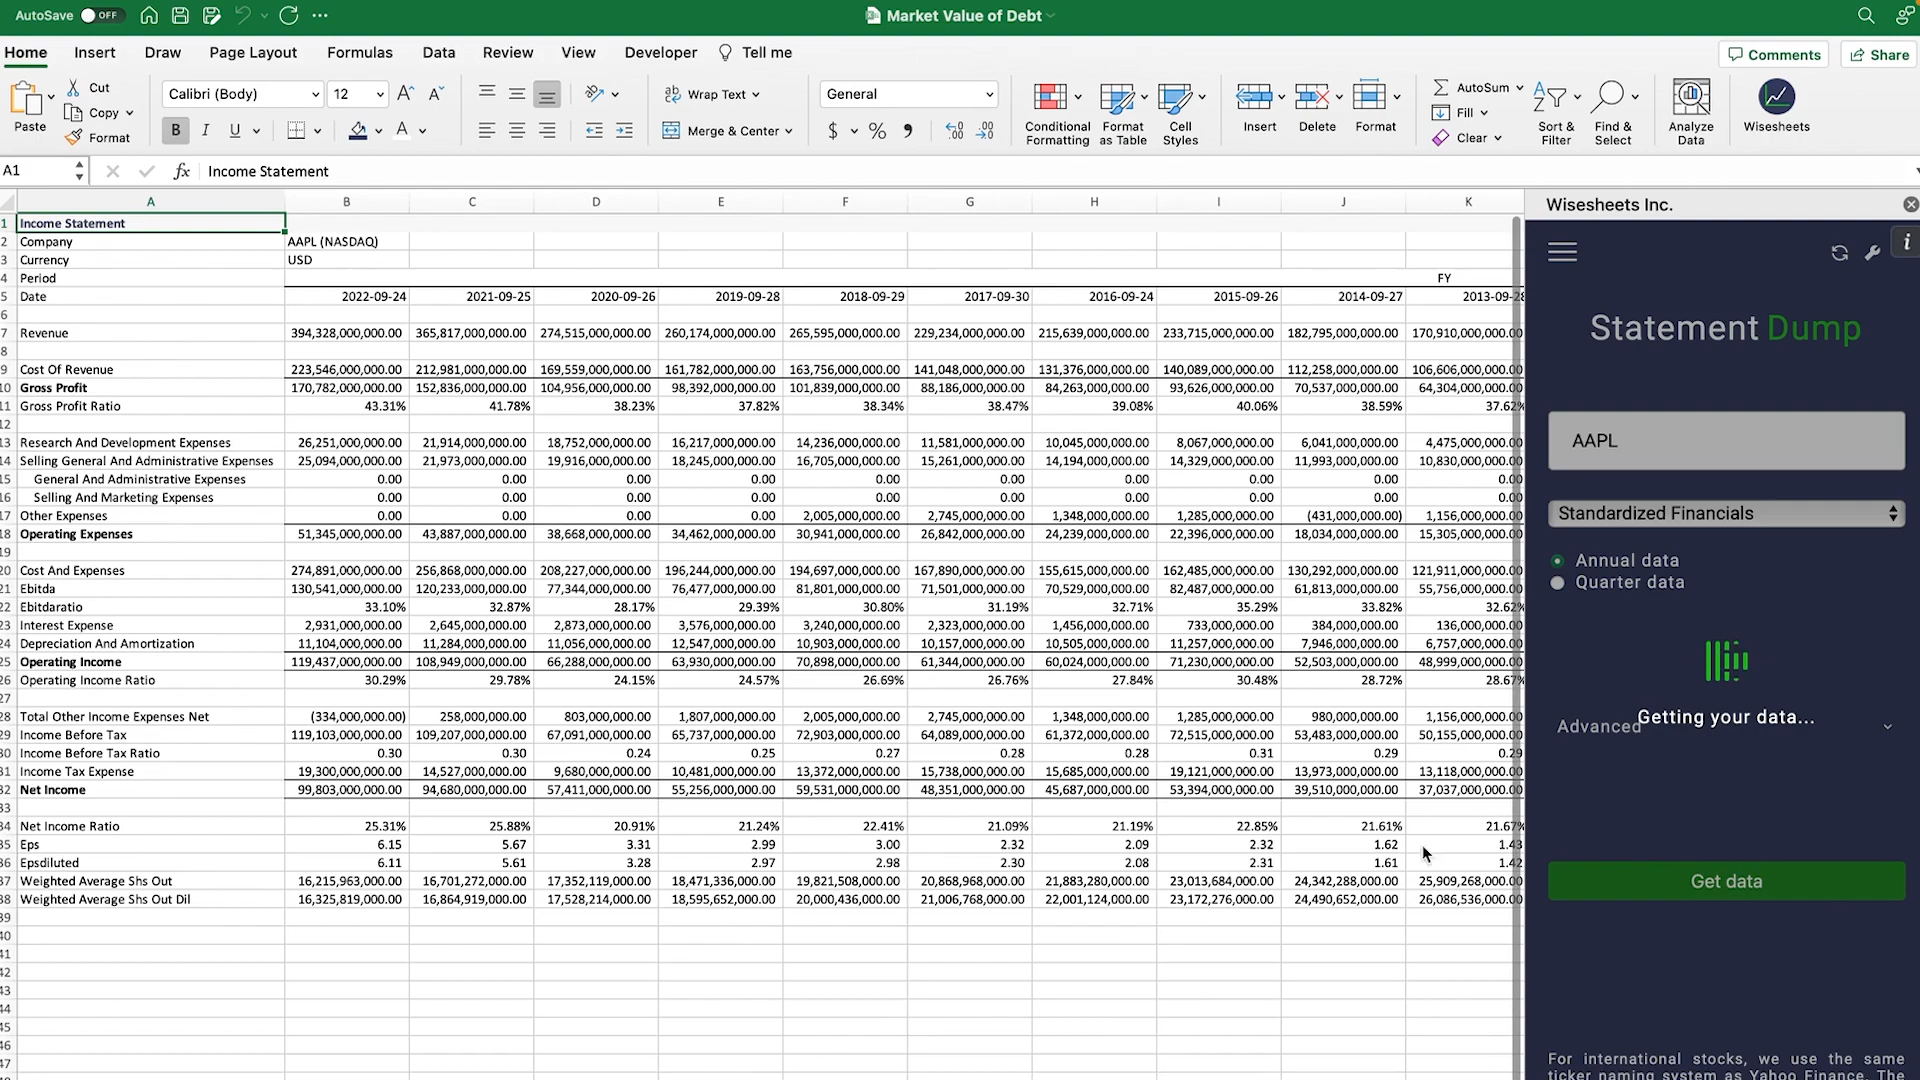 AutoSave OFF Market Value of Debt
Home Insert Draw Page Layout Formulas Data Review View Developer Tell me Comments Share
Paste Cut Copy Format Calibri (Body) 12 A^ Aˇ B I U A Wrap Text Merge & Center General $ % Conditional Formatting Format as Table Cell Styles Insert Delete Format AutoSum Fill Clear Sort & Filter Find & Select Analyze Data Wisesheets
A1 fx Income Statement
A B C D E F G H I J K
1 Income Statement
2 Company AAPL (NASDAQ)
3 Currency USD
4 Period FY
5 Date 2022-09-24 2021-09-25 2020-09-26 2019-09-28 2018-09-29 2017-09-30 2016-09-24 2015-09-26 2014-09-27 2013-09-28
6
7 Revenue 394,328,000,000.00 365,817,000,000.00 274,515,000,000.00 260,174,000,000.00 265,595,000,000.00 229,234,000,000.00 215,639,000,000.00 233,715,000,000.00 182,795,000,000.00 170,910,000,000.00
8
9 Cost Of Revenue 223,546,000,000.00 212,981,000,000.00 169,559,000,000.00 161,782,000,000.00 163,756,000,000.00 141,048,000,000.00 131,376,000,000.00 140,089,000,000.00 112,258,000,000.00 106,606,000,000.00
10 Gross Profit 170,782,000,000.00 152,836,000,000.00 104,956,000,000.00 98,392,000,000.00 101,839,000,000.00 88,186,000,000.00 84,263,000,000.00 93,626,000,000.00 70,537,000,000.00 64,304,000,000.00
11 Gross Profit Ratio 43.31% 41.78% 38.23% 37.82% 38.34% 38.47% 39.08% 40.06% 38.59% 37.62%
12
13 Research And Development Expenses 26,251,000,000.00 21,914,000,000.00 18,752,000,000.00 16,217,000,000.00 14,236,000,000.00 11,581,000,000.00 10,045,000,000.00 8,067,000,000.00 6,041,000,000.00 4,475,000,000.00
14 Selling General And Administrative Expenses 25,094,000,000.00 21,973,000,000.00 19,916,000,000.00 18,245,000,000.00 16,705,000,000.00 15,261,000,000.00 14,194,000,000.00 14,329,000,000.00 11,993,000,000.00 10,830,000,000.00
15 General And Administrative Expenses 0.00 0.00 0.00 0.00 0.00 0.00 0.00 0.00 0.00 0.00
16 Selling And Marketing Expenses 0.00 0.00 0.00 0.00 0.00 0.00 0.00 0.00 0.00 0.00
17 Other Expenses 0.00 0.00 0.00 0.00 2,005,000,000.00 2,745,000,000.00 1,348,000,000.00 1,285,000,000.00 (431,000,000.00) 1,156,000,000.00
18 Operating Expenses 51,345,000,000.00 43,887,000,000.00 38,668,000,000.00 34,462,000,000.00 30,941,000,000.00 26,842,000,000.00 24,239,000,000.00 22,396,000,000.00 18,034,000,000.00 15,305,000,000.00
19
20 Cost And Expenses 274,891,000,000.00 256,868,000,000.00 208,227,000,000.00 196,244,000,000.00 194,697,000,000.00 167,890,000,000.00 155,615,000,000.00 162,485,000,000.00 130,292,000,000.00 121,911,000,000.00
21 Ebitda 130,541,000,000.00 120,233,000,000.00 77,344,000,000.00 76,477,000,000.00 81,801,000,000.00 71,501,000,000.00 70,529,000,000.00 82,487,000,000.00 61,813,000,000.00 55,756,000,000.00
22 Ebitdaratio 33.10% 32.87% 28.17% 29.39% 30.80% 31.19% 32.71% 35.29% 33.82% 32.62%
23 Interest Expense 2,931,000,000.00 2,645,000,000.00 2,873,000,000.00 3,576,000,000.00 3,240,000,000.00 2,323,000,000.00 1,456,000,000.00 733,000,000.00 384,000,000.00 136,000,000.00
24 Depreciation And Amortization 11,104,000,000.00 11,284,000,000.00 11,056,000,000.00 12,547,000,000.00 10,903,000,000.00 10,157,000,000.00 10,505,000,000.00 11,257,000,000.00 7,946,000,000.00 6,757,000,000.00
25 Operating Income 119,437,000,000.00 108,949,000,000.00 66,288,000,000.00 63,930,000,000.00 70,898,000,000.00 61,344,000,000.00 60,024,000,000.00 71,230,000,000.00 52,503,000,000.00 48,999,000,000.00
26 Operating Income Ratio 30.29% 29.78% 24.15% 24.57% 26.69% 26.76% 27.84% 30.48% 28.72% 28.67%
27
28 Total Other Income Expenses Net (334,000,000.00) 258,000,000.00 803,000,000.00 1,807,000,000.00 2,005,000,000.00 2,745,000,000.00 1,348,000,000.00 1,285,000,000.00 980,000,000.00 1,156,000,000.00
29 Income Before Tax 119,103,000,000.00 109,207,000,000.00 67,091,000,000.00 65,737,000,000.00 72,903,000,000.00 64,089,000,000.00 61,372,000,000.00 72,515,000,000.00 53,483,000,000.00 50,155,000,000.00
30 Income Before Tax Ratio 0.30 0.30 0.24 0.25 0.27 0.28 0.28 0.31 0.29 0.29
31 Income Tax Expense 19,300,000,000.00 14,527,000,000.00 9,680,000,000.00 10,481,000,000.00 13,372,000,000.00 15,738,000,000.00 15,685,000,000.00 19,121,000,000.00 13,973,000,000.00 13,118,000,000.00
32 Net Income 99,803,000,000.00 94,680,000,000.00 57,411,000,000.00 55,256,000,000.00 59,531,000,000.00 48,351,000,000.00 45,687,000,000.00 53,394,000,000.00 39,510,000,000.00 37,037,000,000.00
33
34 Net Income Ratio 25.31% 25.88% 20.91% 21.24% 22.41% 21.09% 21.19% 22.85% 21.61% 21.67%
35 Eps 6.15 5.67 3.31 2.99 3.00 2.32 2.09 2.32 1.62 1.43
36 Epsdiluted 6.11 5.61 3.28 2.97 2.98 2.30 2.08 2.31 1.61 1.42
37 Weighted Average Shs Out 16,215,963,000.00 16,701,272,000.00 17,352,119,000.00 18,471,336,000.00 19,821,508,000.00 20,868,968,000.00 21,883,280,000.00 23,013,684,000.00 24,342,288,000.00 25,909,268,000.00
38 Weighted Average Shs Out Dil 16,325,819,000.00 16,864,919,000.00 17,528,214,000.00 18,595,652,000.00 20,000,436,000.00 21,006,768,000.00 22,001,124,000.00 23,172,276,000.00 24,490,652,000.00 26,086,536,000.00
39
40
41
42
43
44
45
46
47
Wisesheets Inc.
Statement Dump
AAPL
Standardized Financials
Annual data
Quarter data
Getting your data...
Advanced
Get data
For international stocks, we use the same
ticker naming system as Yahoo Finance. The